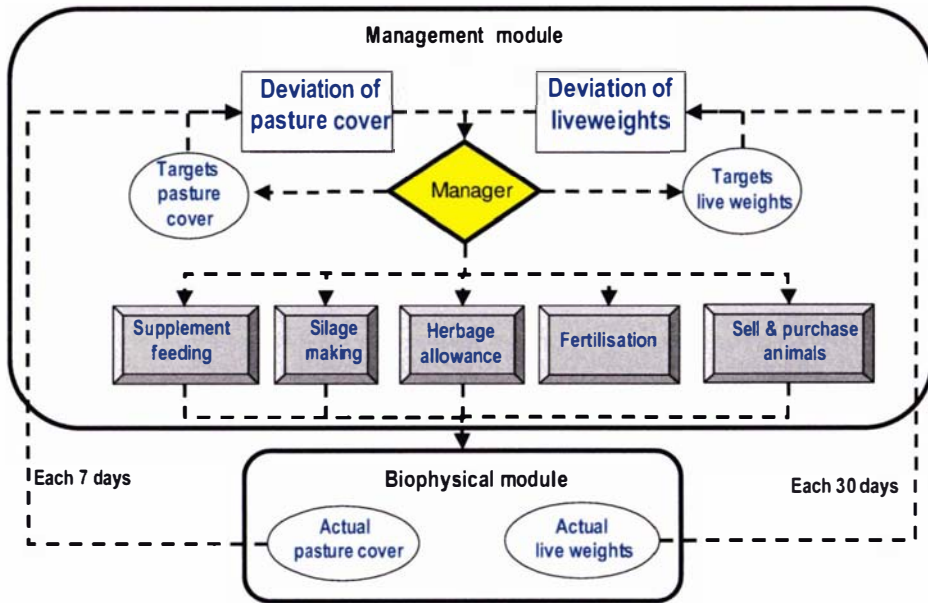 Management module
Deviation of
pasture cover
Deviation of
liveweights
Targets
pasture
cover
Manager
Targets
live weights
Supplement
feeding
Silage
making
Herbage
allowance
Fertilisation
Sell & purchase
animals
Each 7 days
Biophysical module
Each 30 days
Actual
pasture cover
Actual
live weights